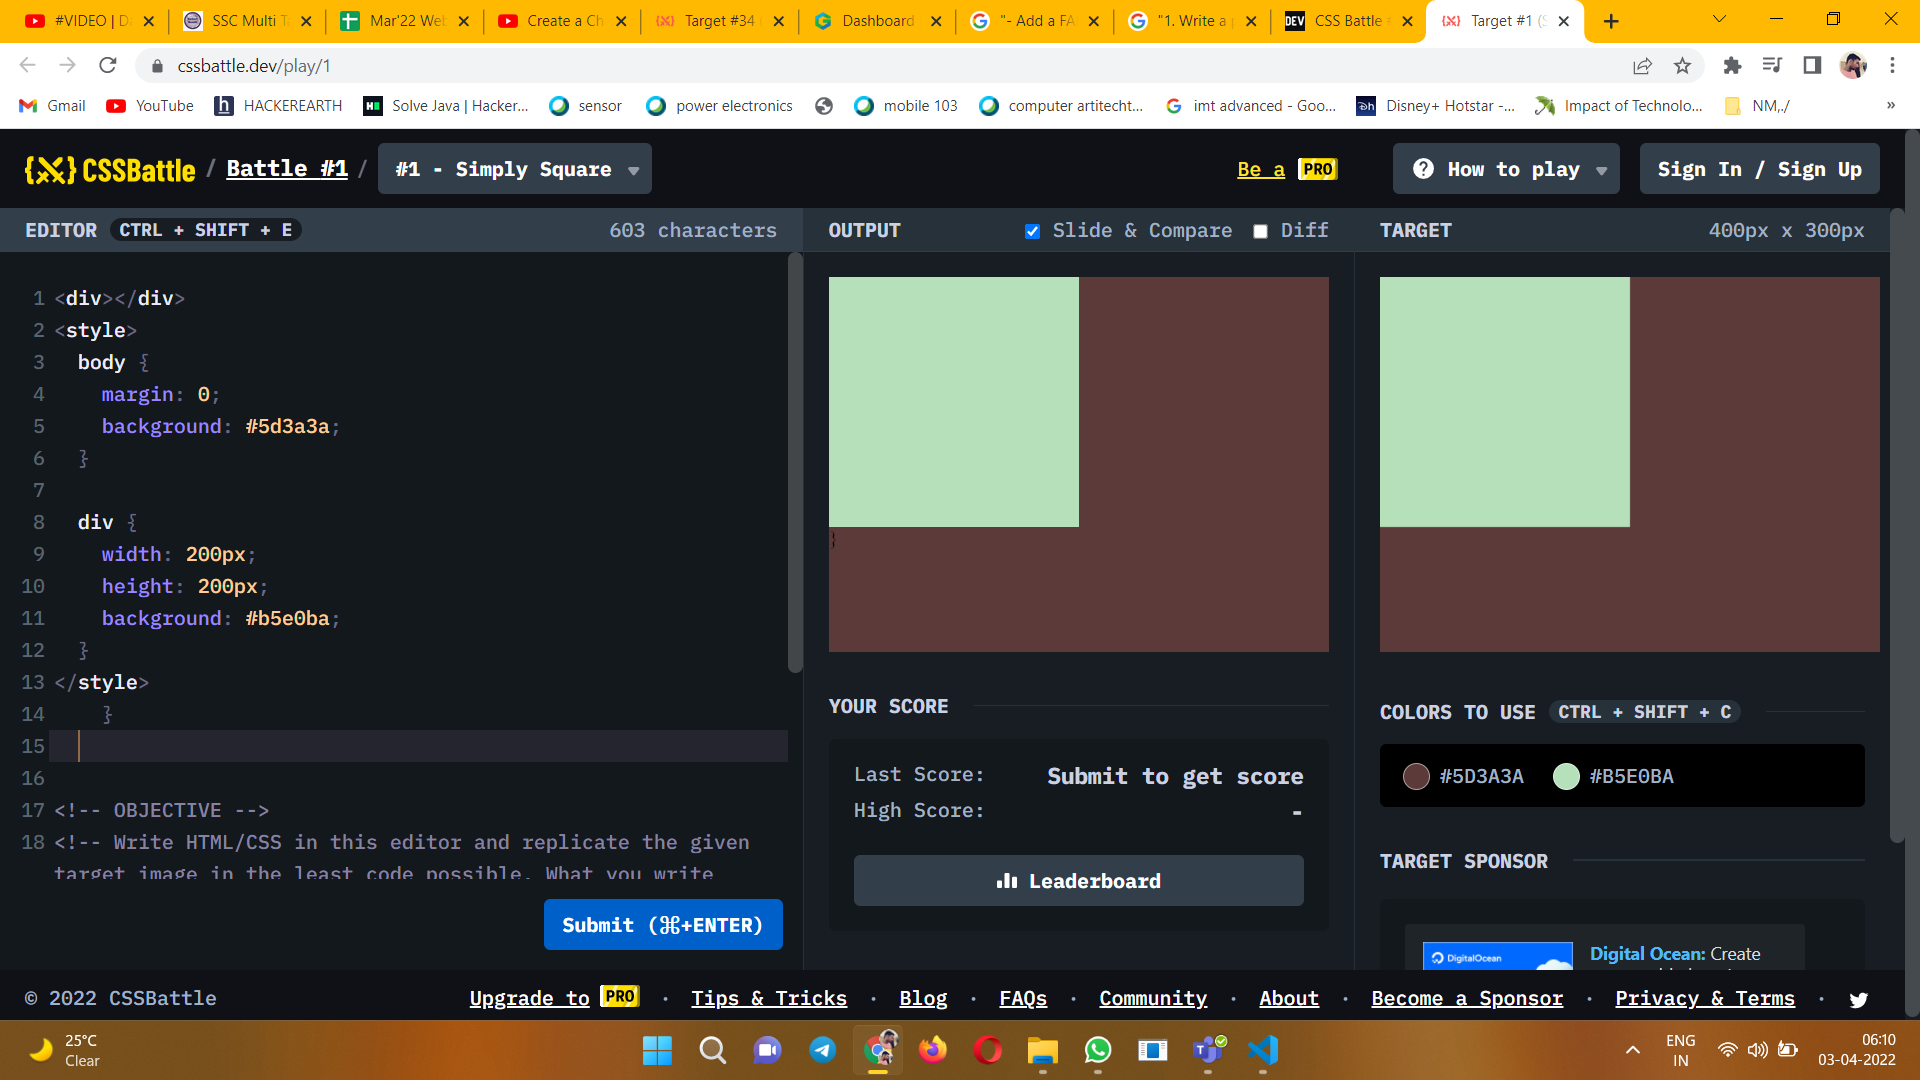 #VIDEO | D
SSC Multi T
Mar'22 Web
Create a Ch
Target #34
Dashboard
"- Add a FA
"1. Write a p
DEV
CSS Battle #
Target #1 (S
cssbattle.dev/play/1
Gmail
YouTube
h
HACKEREARTH
Solve Java | Hacker...
sensor
power electronics
mobile 103
computer artitecht...
imt advanced - Goo...
Disney+ Hotstar -...
Impact of Technolo...
NM,./
»
CSSBattle / Battle #1 / #1 - Simply Square
Be a PRO
How to play
Sign In / Sign Up
EDITOR CTRL + SHIFT + E 603 characters
OUTPUT Slide & Compare Diff
TARGET 400px x 300px
1 <div></div>
2 <style>
3 body {
4 margin: 0;
5 background: #5d3a3a;
6 }
7
8 div {
9 width: 200px;
10 height: 200px;
11 background: #b5e0ba;
12 }
13 </style>
14 }
15
16
17 <!-- OBJECTIVE -->
18 <!-- Write HTML/CSS in this editor and replicate the given
target image in the least code possible. What you write
Submit (⌘+ENTER)
}
YOUR SCORE
Last Score: Submit to get score
High Score: -
Leaderboard
COLORS TO USE CTRL + SHIFT + C
#5D3A3A #B5E0BA
TARGET SPONSOR
DigitalOcean
Digital Ocean: Create
© 2022 CSSBattle
Upgrade to PRO · Tips & Tricks · Blog · FAQs · Community · About · Become a Sponsor · Privacy & Terms ·
25°C
Clear
ENG
IN
06:10
03-04-2022